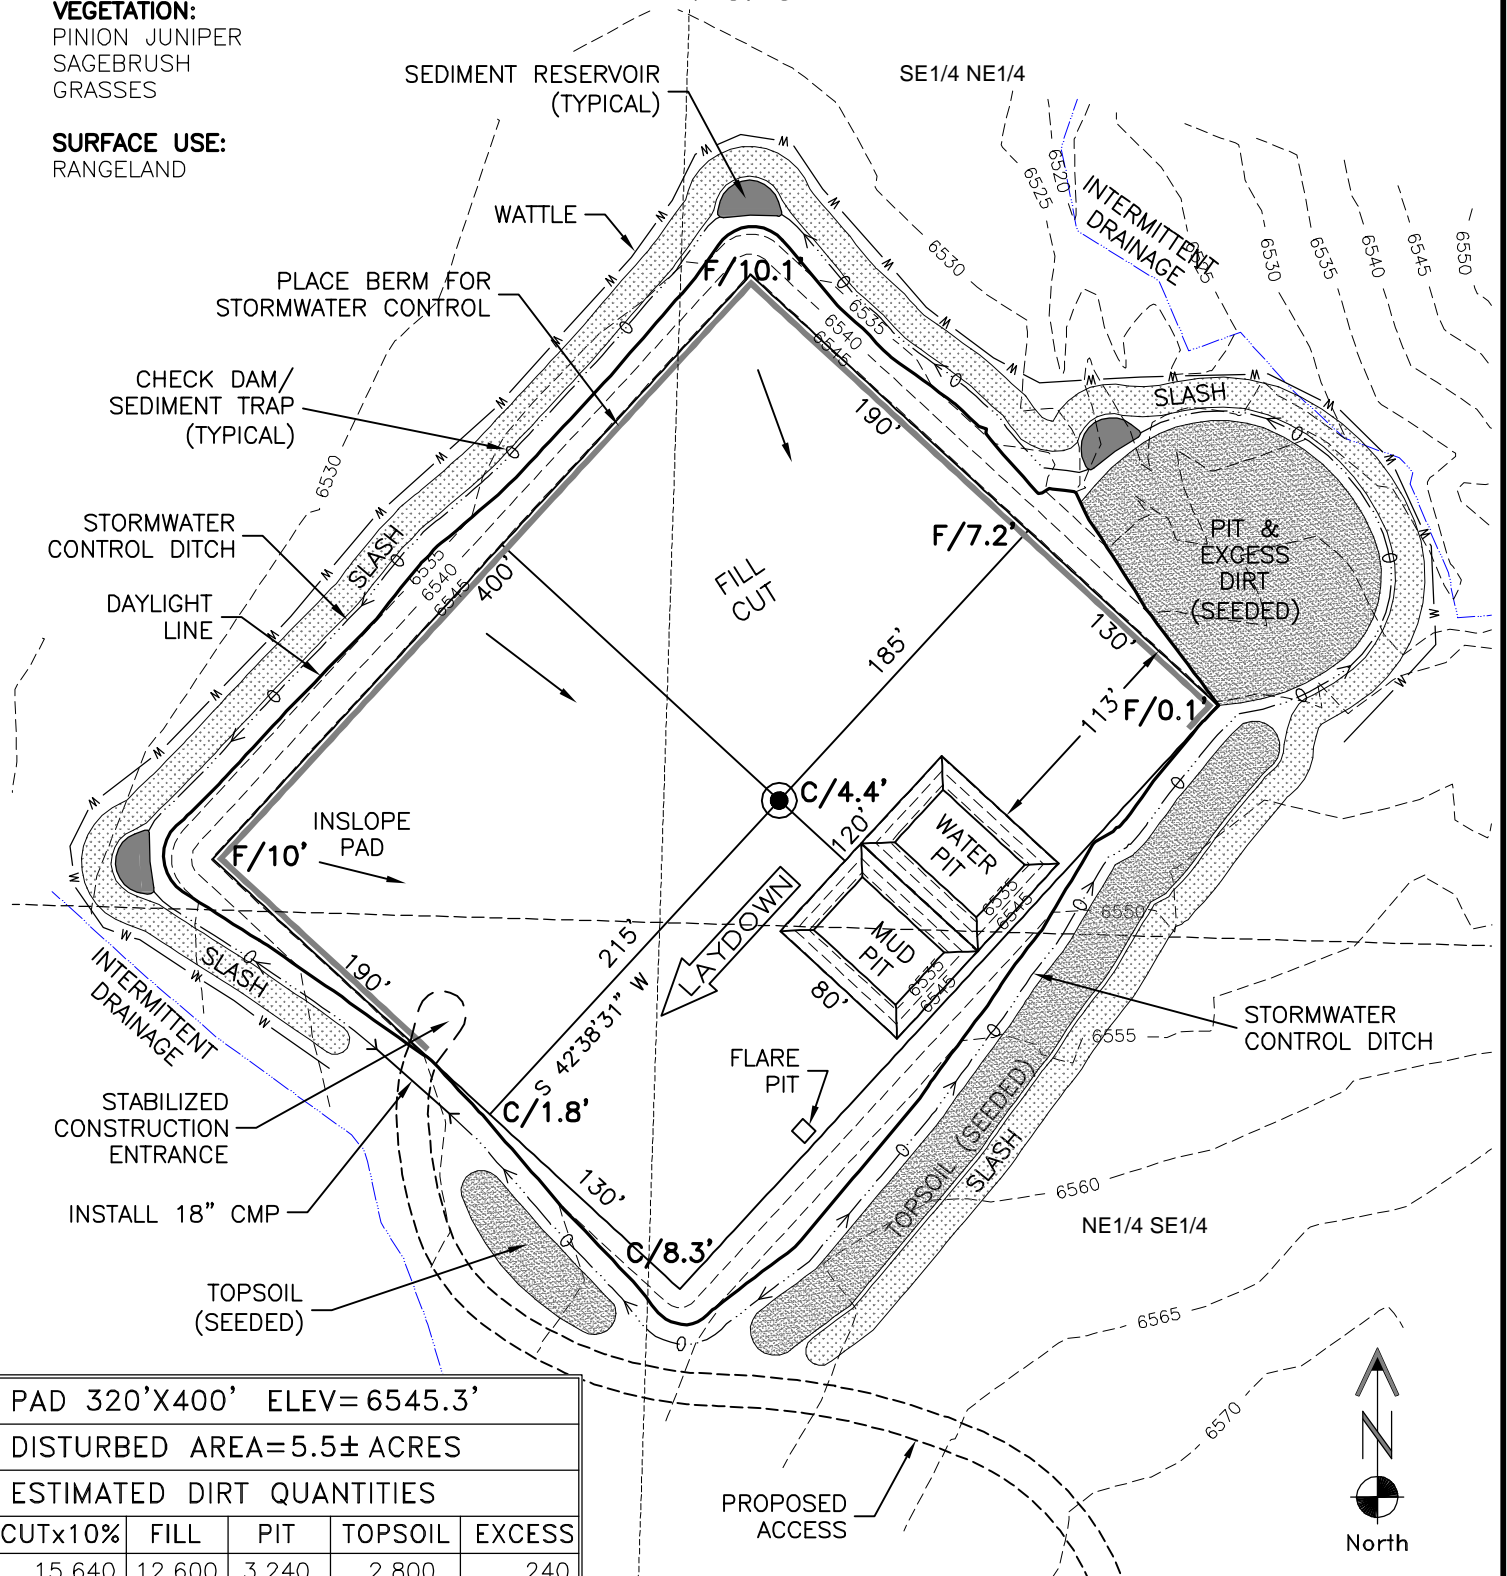 VEGETATION:
PINION JUNIPER
SAGEBRUSH
GRASSES
SURFACE USE:
RANGELAND
SEDIMENT RESERVOIR
(TYPICAL)
SE1/4 NE1/4
WATTLE
PLACE BERM FOR
STORMWATER CONTROL
CHECK DAM/
SEDIMENT TRAP
(TYPICAL)
STORMWATER
CONTROL DITCH
DAYLIGHT
LINE
6520
6525
INTERMITTENT
DRAINAGE
6530
6535
6540
6545
6550
6530
6530
F/10.1'
6535
6540
6545
SLASH
190'
F/7.2'
PIT &
EXCESS
DIRT
(SEEDED)
SLASH
6535
6540
6545
400'
FILL
CUT
185'
130'
113'
F/0.1'
C/4.4'
120'
INSLOPE
PAD
F/10'
WATER
PIT
6535
6545
MUD
PIT
6535
6545
80'
LAYDOWN
215'
S 42°38'31" W
190'
SLASH
INTERMITTENT
DRAINAGE
6550
6555
STORMWATER
CONTROL DITCH
FLARE
PIT
STABILIZED
CONSTRUCTION
ENTRANCE
C/1.8'
INSTALL 18" CMP
130'
C/8.3'
TOPSOIL (SEEDED)
SLASH
6560
NE1/4 SE1/4
TOPSOIL
(SEEDED)
6565
6570
PROPOSED
ACCESS
N
North
PAD 320'X400' ELEV=6545.3'
DISTURBED AREA=5.5± ACRES
ESTIMATED DIRT QUANTITIES
CUTx10% FILL PIT TOPSOIL EXCESS
15,640 12,600 3,240 2,800 240